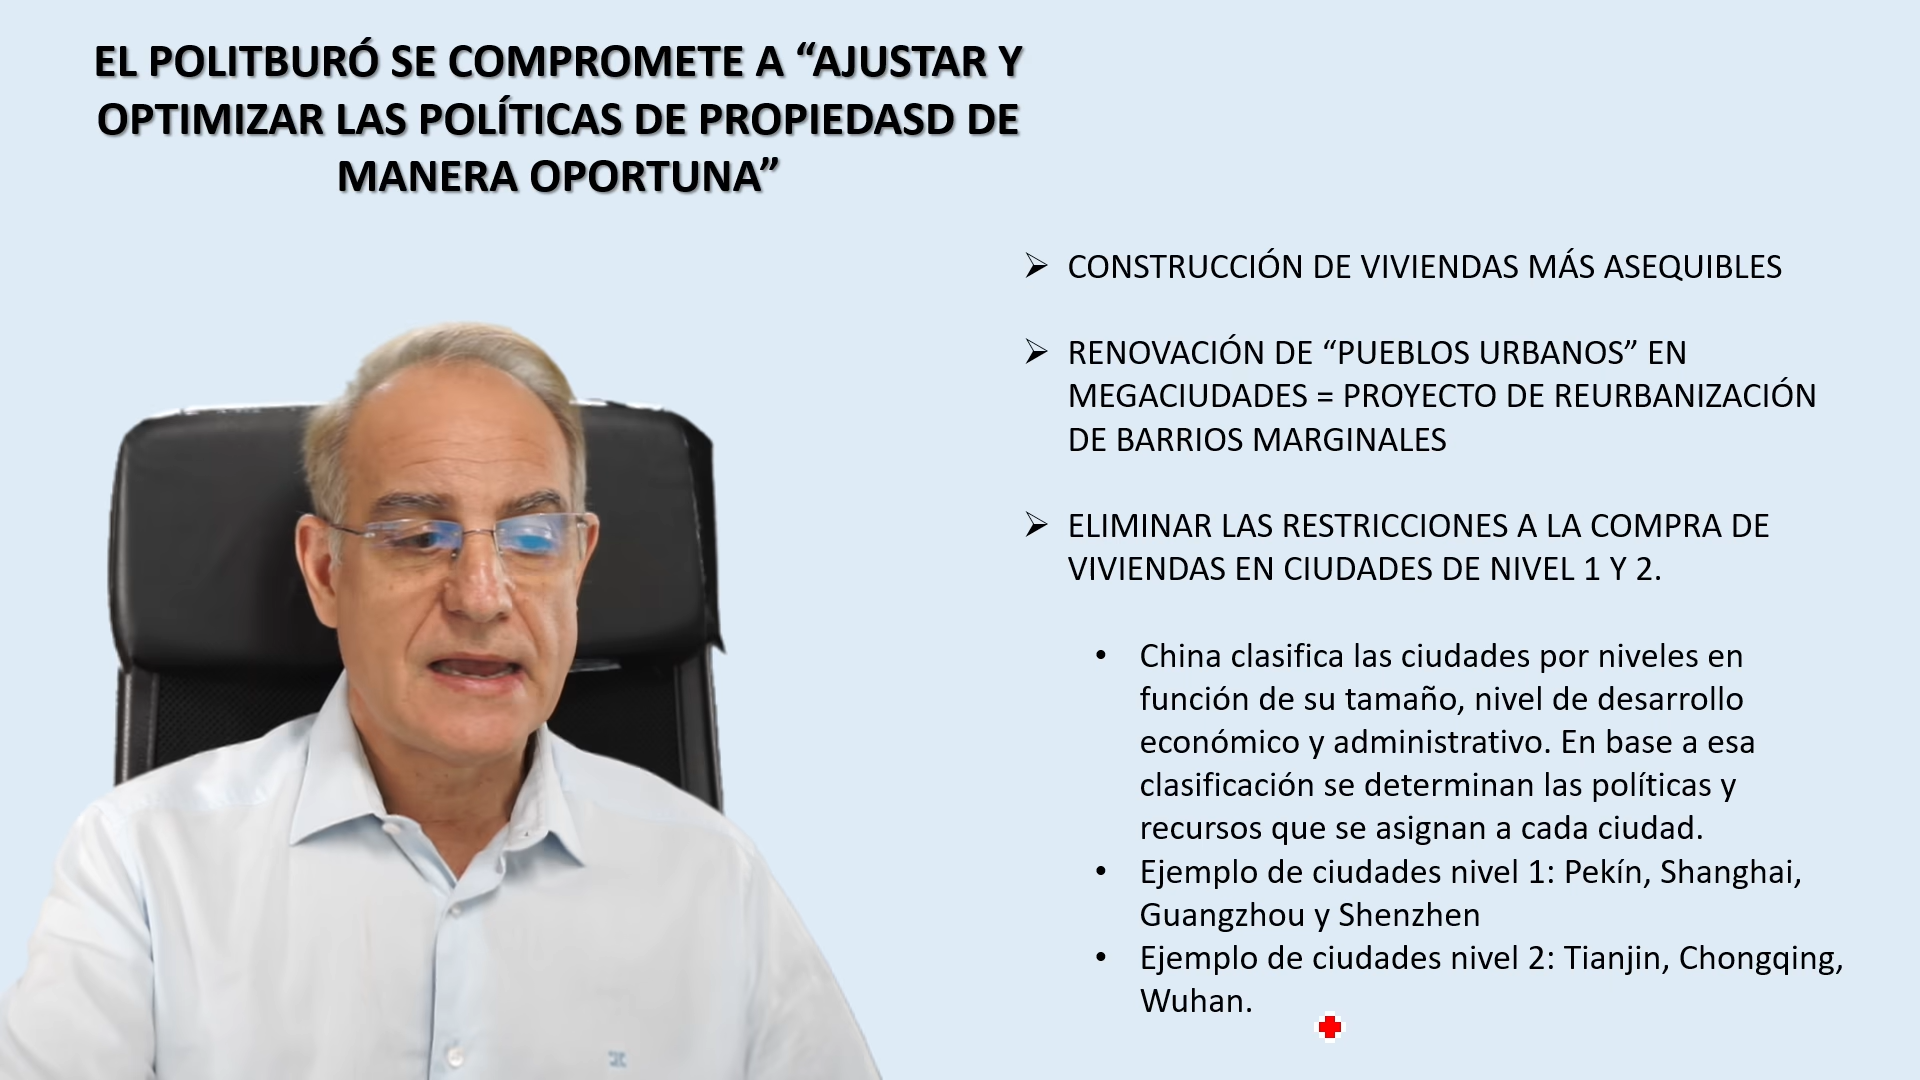 EL POLITBURÓ SE COMPROMETE A “AJUSTAR Y
OPTIMIZAR LAS POLÍTICAS DE PROPIEDASD DE
MANERA OPORTUNA”
➢ CONSTRUCCIÓN DE VIVIENDAS MÁS ASEQUIBLES
➢ RENOVACIÓN DE “PUEBLOS URBANOS” EN
MEGACIUDADES = PROYECTO DE REURBANIZACIÓN
DE BARRIOS MARGINALES
➢ ELIMINAR LAS RESTRICCIONES A LA COMPRA DE
VIVIENDAS EN CIUDADES DE NIVEL 1 Y 2.
• China clasifica las ciudades por niveles en
función de su tamaño, nivel de desarrollo
económico y administrativo. En base a esa
clasificación se determinan las políticas y
recursos que se asignan a cada ciudad.
• Ejemplo de ciudades nivel 1: Pekín, Shanghai,
Guangzhou y Shenzhen
• Ejemplo de ciudades nivel 2: Tianjin, Chongqing,
Wuhan.